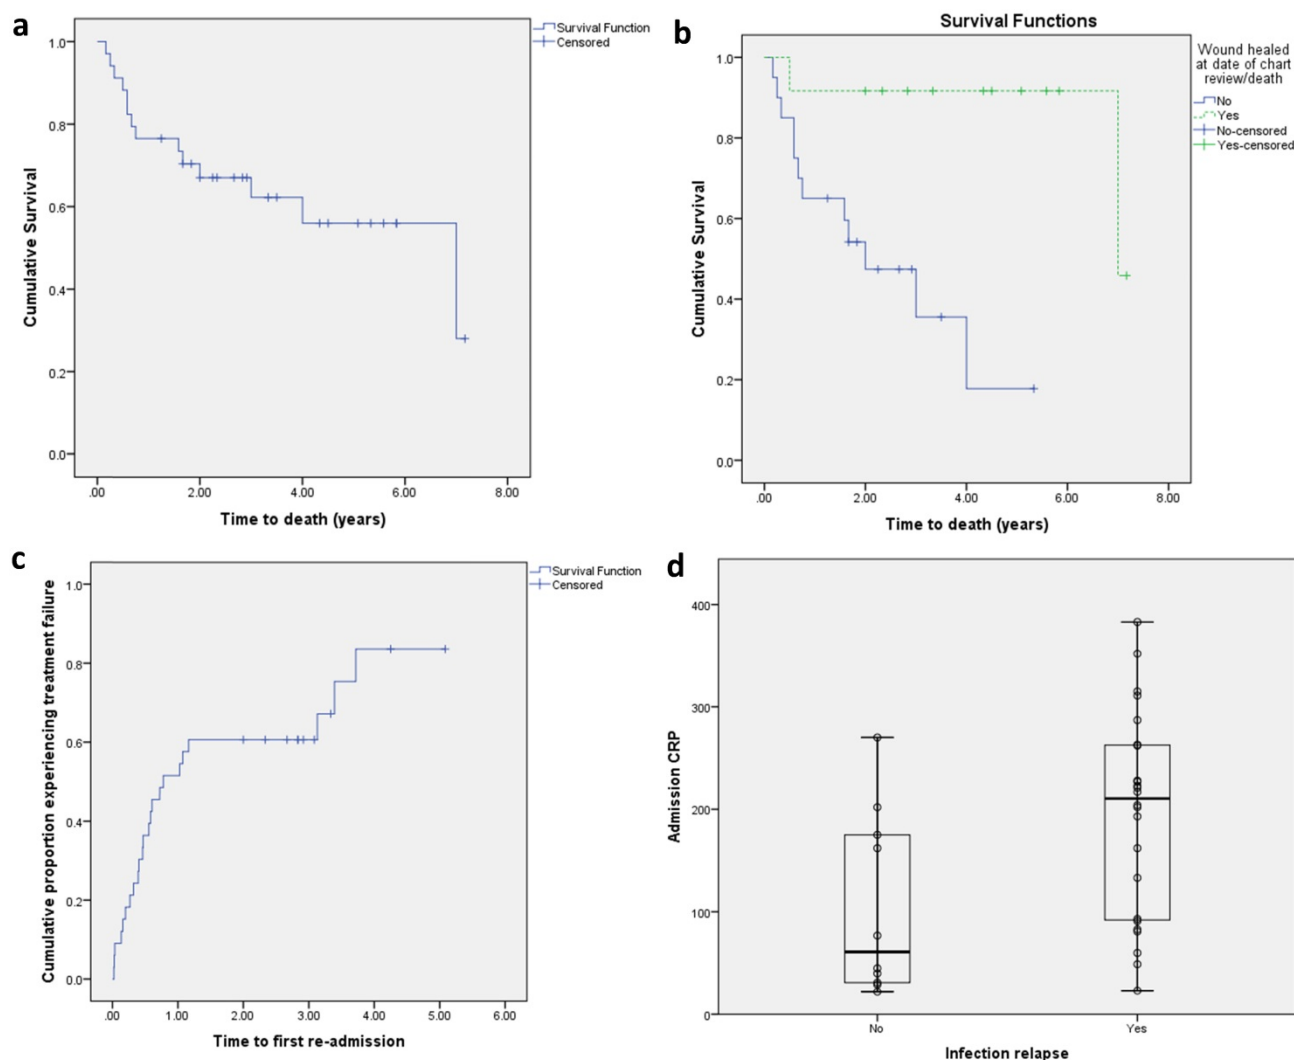 a
Survival Function
Censored
1.0
0.8
0.6
0.4
0.2
0.0
Cumulative Survival
.00 2.00 4.00 6.00 8.00
Time to death (years)
b
Survival Functions
Wound healed
at date of chart
review/death
No
Yes
No-censored
Yes-censored
1.0
0.8
0.6
0.4
0.2
0.0
Cumulative Survival
.00 2.00 4.00 6.00 8.00
Time to death (years)
c
Survival Function
Censored
1.0
0.8
0.6
0.4
0.2
0.0
Cumulative proportion experiencing treatment failure
.00 1.00 2.00 3.00 4.00 5.00 6.00
Time to first re-admission
d
400
300
200
100
0
Admission CRP
No Yes
Infection relapse